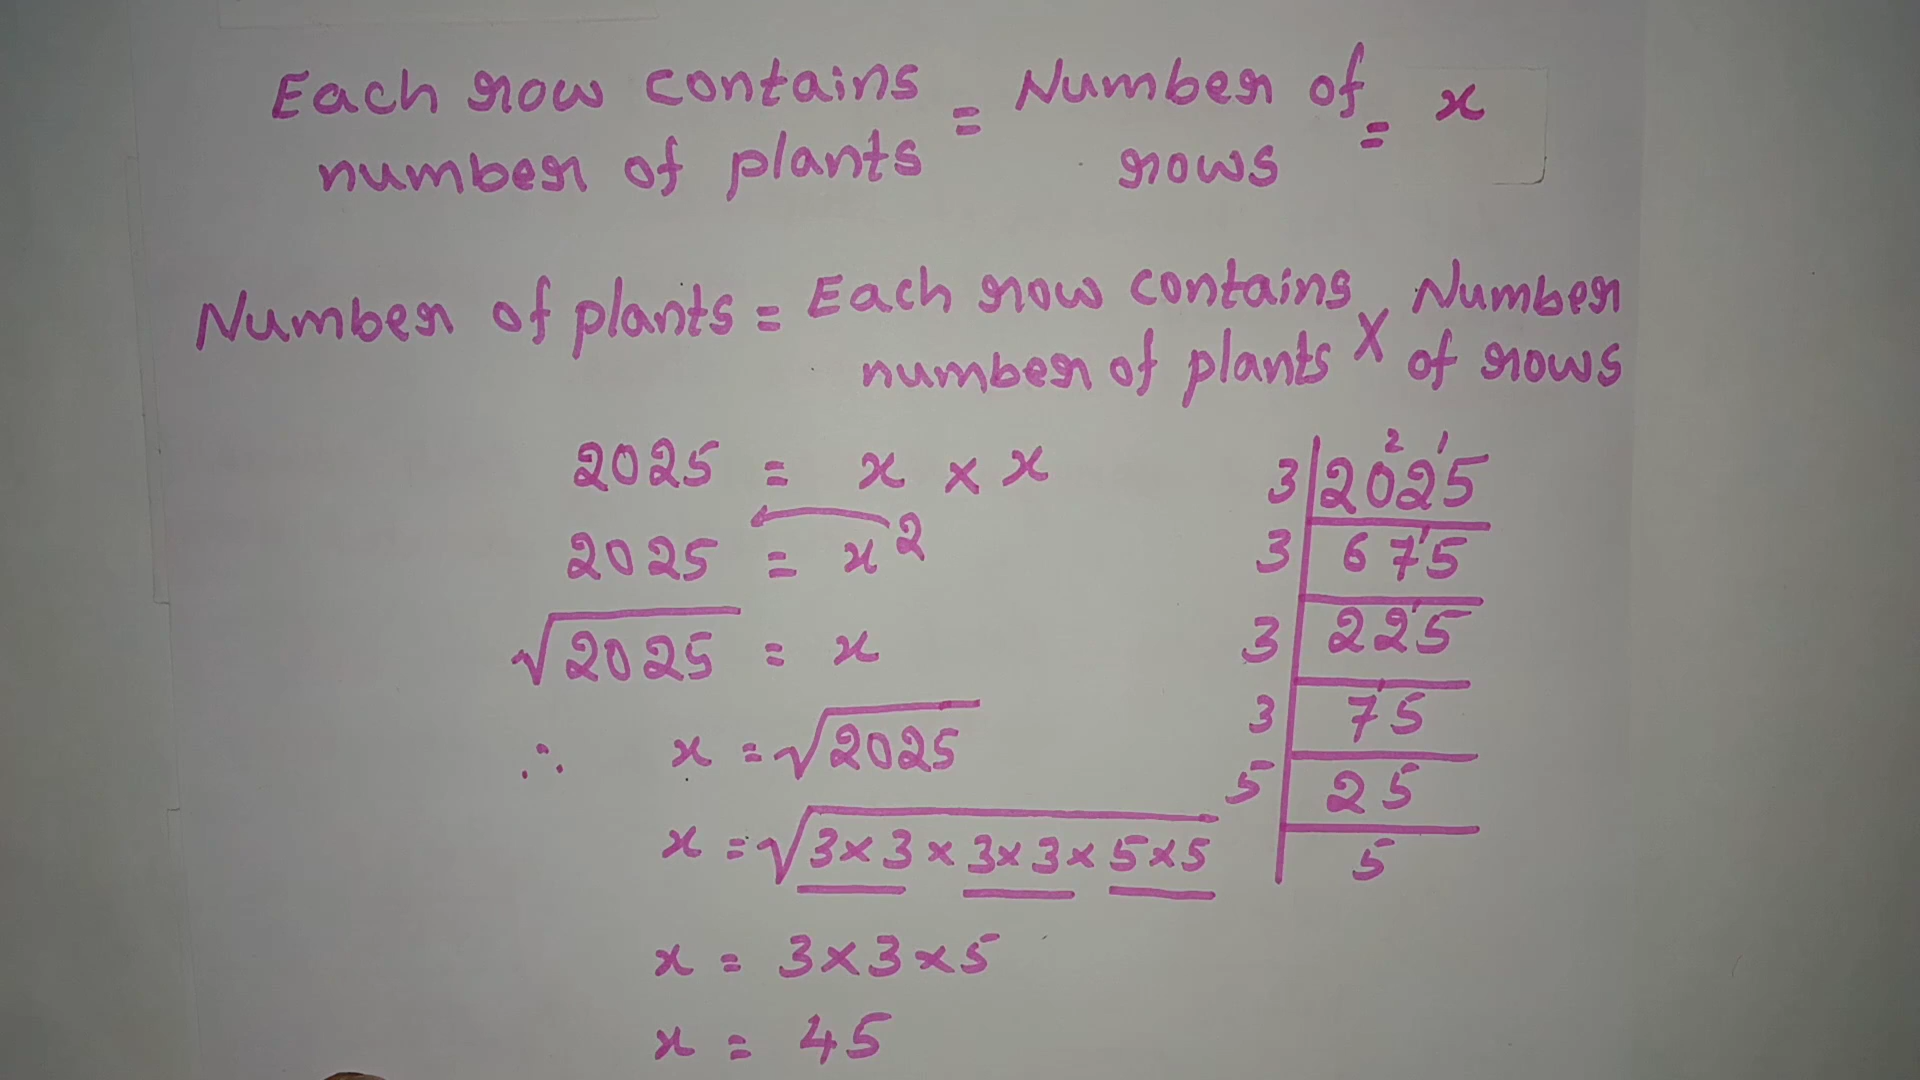 Each row contains = Number of = x
number of plants rows
Number of plants = Each row contains × Number
number of plants of rows
2025 = x × x
2025 = x²
√2025 = x
∴ x = √2025
x = √3×3×3×3×5×5
x = 3×3×5
x = 45
3 | 2025
3 | 675
3 | 225
3 | 75
5 | 25
5